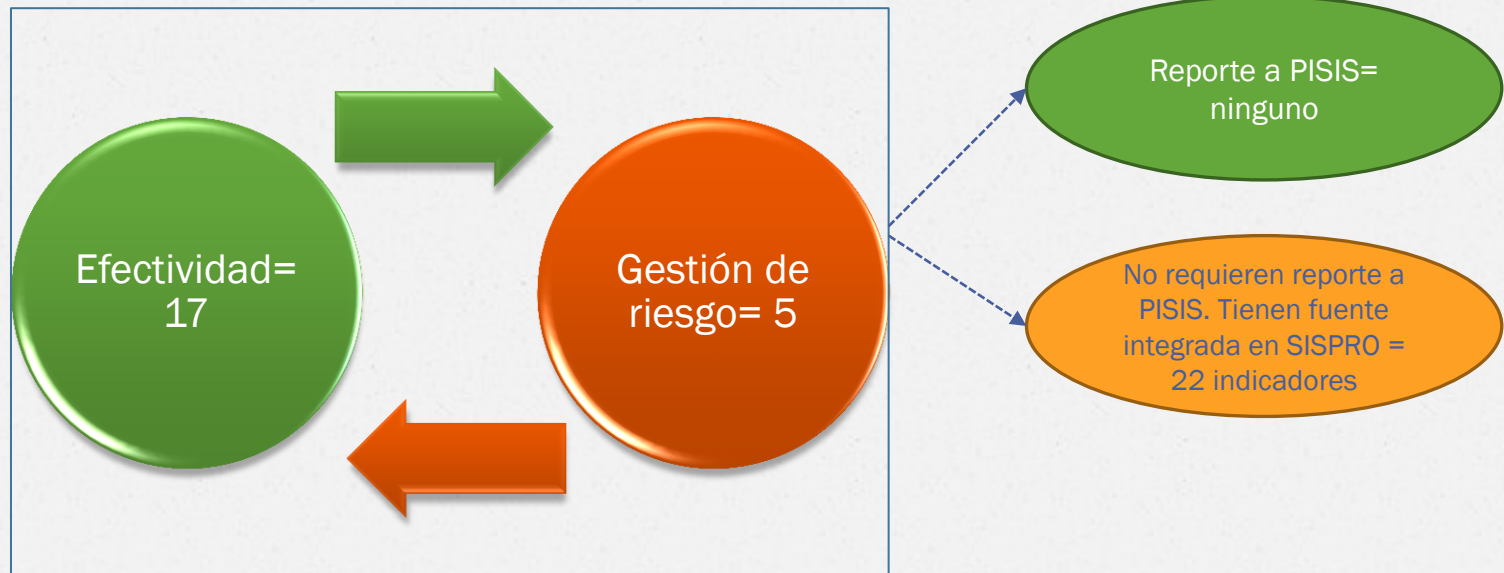 Efectividad=
17
Gestión de
riesgo= 5
Reporte a PISIS=
ninguno
No requieren reporte a
PISIS. Tienen fuente
integrada en SISPRO =
22 indicadores